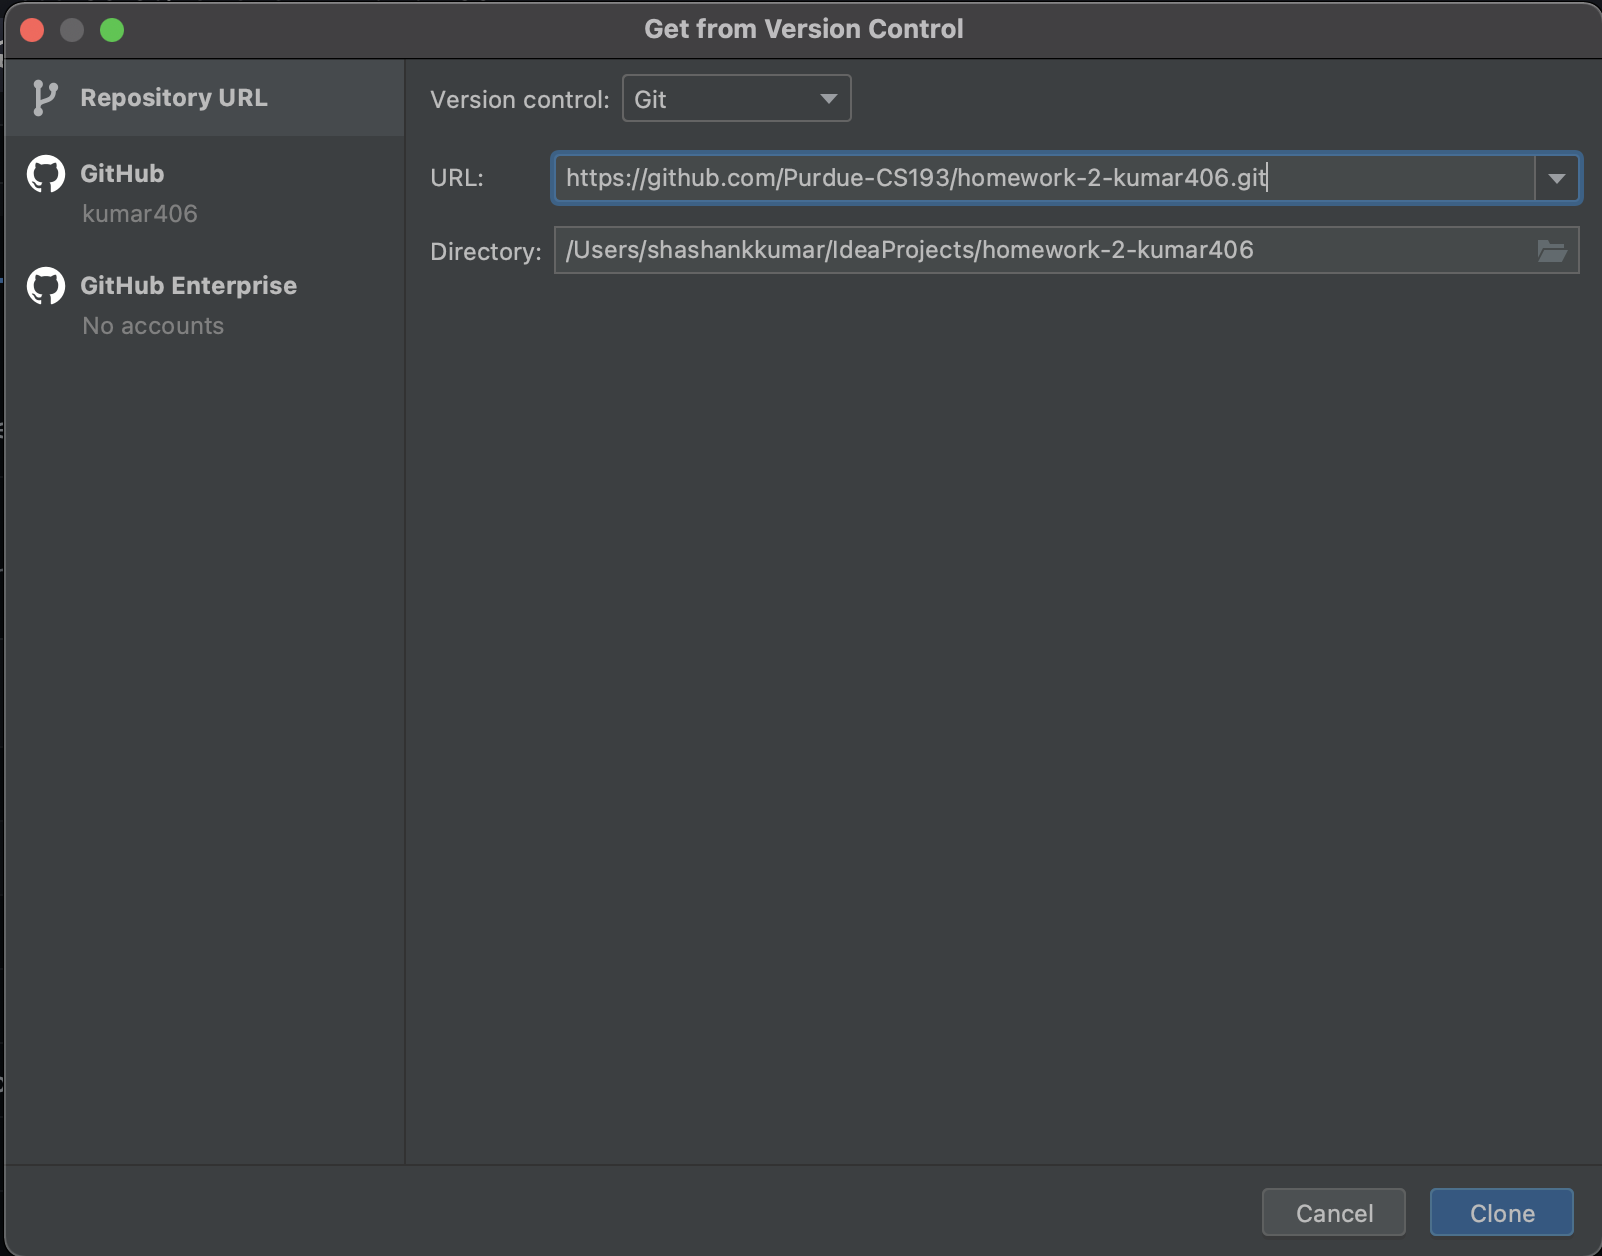 Get from Version Control
Repository URL
GitHub
kumar406
GitHub Enterprise
No accounts
Version control: Git
URL: https://github.com/Purdue-CS193/homework-2-kumar406.git
Directory: /Users/shashankkumar/IdeaProjects/homework-2-kumar406
Cancel Clone